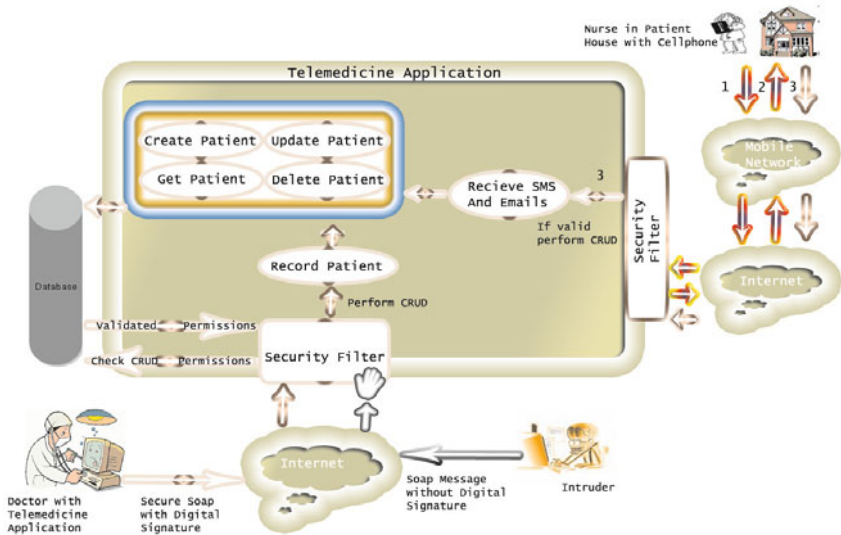 Nurse in Patient
House with Cellphone
Telemedicine Application
1
2
3
Create Patient
Update Patient
Get Patient
Delete Patient
Mobile
Network
Recieve SMS
And Emails
3
If valid
perform CRUD
Security
Filter
Record Patient
Internet
Database
Perform CRUD
Validated
Permissions
Security Filter
Check CRUD
Permissions
Internet
Doctor with
Telemedicine
Application
Secure Soap
with Digital
Signature
Soap Message
without Digital
Signature
Intruder